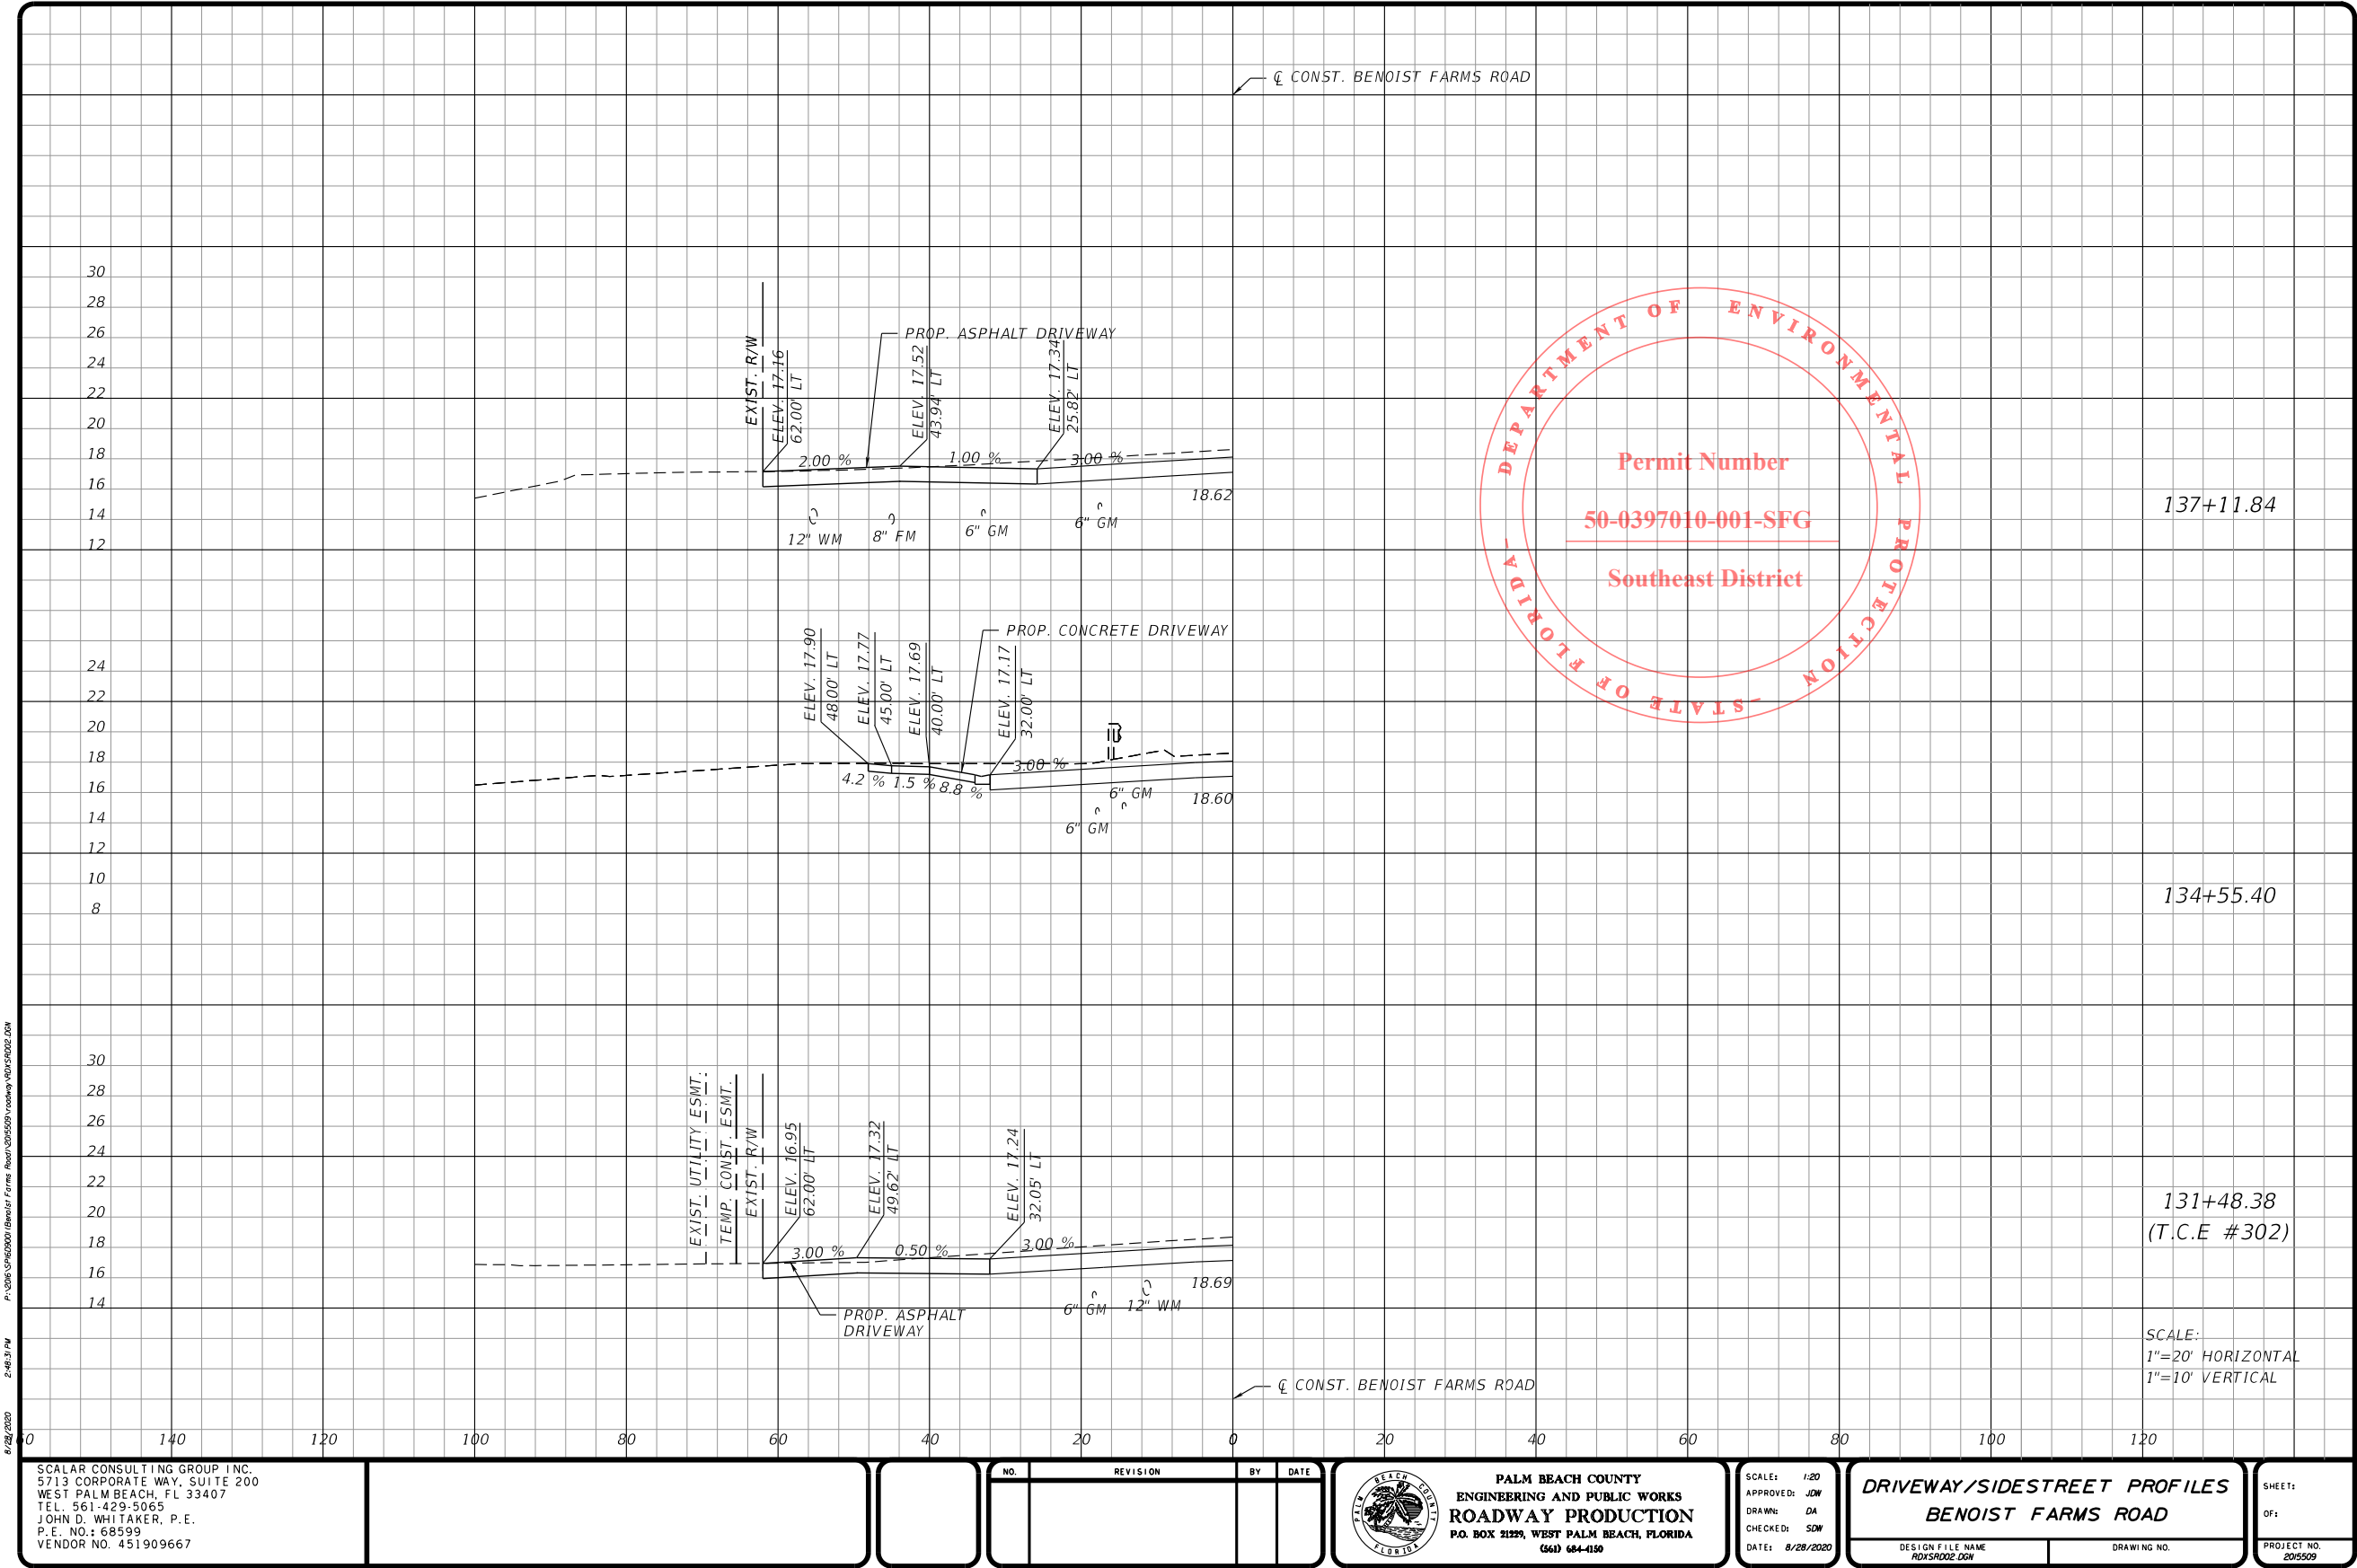 ℄ CONST. BENOIST FARMS ROAD
30
28
26
24
22
20
18
16
14
12
EXIST. R/W
ELEV. 17.16
62.00' LT
PROP. ASPHALT DRIVEWAY
ELEV. 17.52
43.94' LT
ELEV. 17.34
25.82' LT
2.00 %
1.00 %
3.00 %
18.62
12" WM
8" FM
6" GM
6" GM
137+11.84
DEPARTMENT OF ENVIRONMENTAL PROTECTION
-STATE OF FLORIDA-
Permit Number
50-0397010-001-SFG
Southeast District
24
22
20
18
16
14
12
10
8
ELEV. 17.90
48.00' LT
ELEV. 17.77
45.00' LT
ELEV. 17.69
40.00' LT
PROP. CONCRETE DRIVEWAY
ELEV. 17.17
32.00' LT
4.2 %
1.5 %
8.8 %
3.00 %
6" GM
18.60
6" GM
134+55.40
30
28
26
24
22
20
18
16
14
EXIST. UTILITY ESMT.
TEMP. CONST. ESMT.
EXIST. R/W
ELEV. 16.95
62.00' LT
ELEV. 17.32
49.62' LT
ELEV. 17.24
32.05' LT
3.00 %
0.50 %
3.00 %
18.69
6" GM
12" WM
PROP. ASPHALT
DRIVEWAY
131+48.38
(T.C.E #302)
SCALE:
1"=20' HORIZONTAL
1"=10' VERTICAL
℄ CONST. BENOIST FARMS ROAD
140 120 100 80 60 40 20 0 20 40 60 80 100 120
8/28/2020 2:48:31 PM
SCALAR CONSULTING GROUP INC.
5713 CORPORATE WAY, SUITE 200
WEST PALM BEACH, FL 33407
TEL. 561-429-5065
JOHN D. WHITAKER, P.E.
P.E. NO.: 68599
VENDOR NO. 451909667
NO. REVISION BY DATE
PALM BEACH COUNTY
FLORIDA
PALM BEACH COUNTY
ENGINEERING AND PUBLIC WORKS
ROADWAY PRODUCTION
P.O. BOX 21229, WEST PALM BEACH, FLORIDA
(561) 684-4150
SCALE: 1:20
APPROVED: JDW
DRAWN: DA
CHECKED: SDW
DATE: 8/28/2020
DRIVEWAY/SIDESTREET PROFILES
BENOIST FARMS ROAD
DESIGN FILE NAME
RDXSRD02.DGN
DRAWING NO.
SHEET:
OF:
PROJECT NO.
2015509